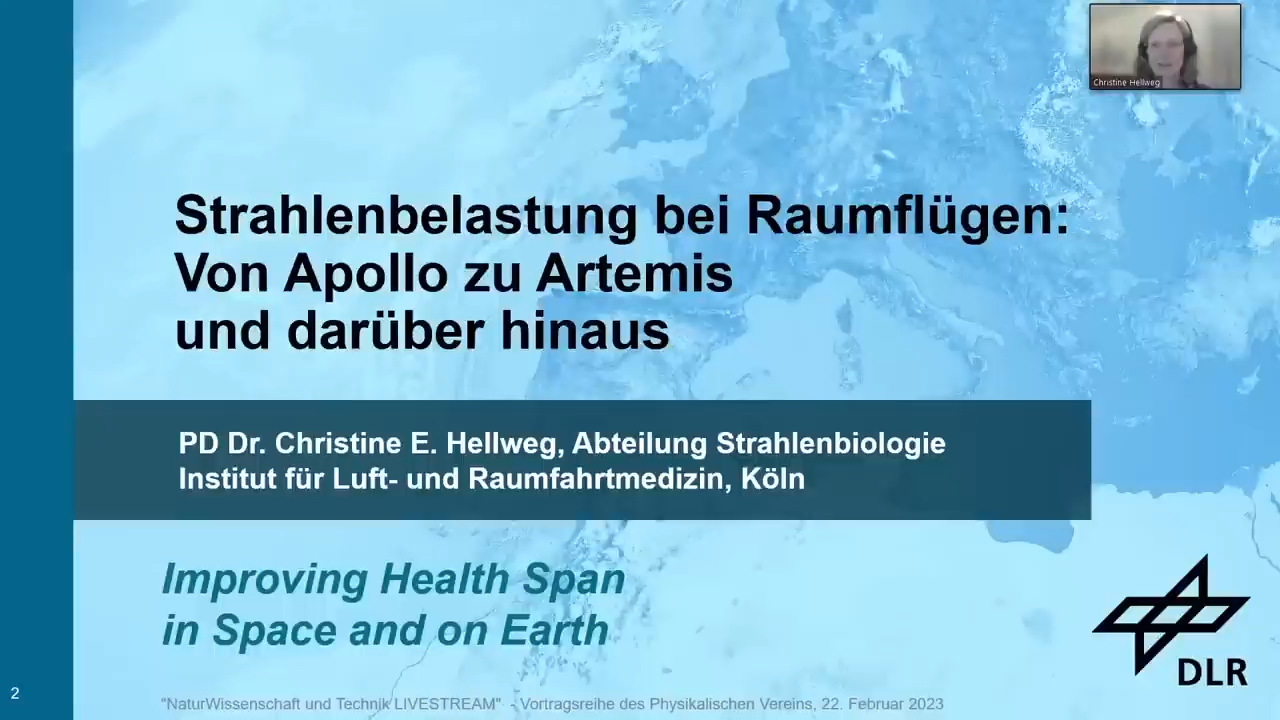 Christine Hellweg
Strahlenbelastung bei Raumflügen:
Von Apollo zu Artemis
und darüber hinaus
PD Dr. Christine E. Hellweg, Abteilung Strahlenbiologie
Institut für Luft- und Raumfahrtmedizin, Köln
Improving Health Span
in Space and on Earth
DLR
2
"NaturWissenschaft und Technik LIVESTREAM" - Vortragsreihe des Physikalischen Vereins, 22. Februar 2023